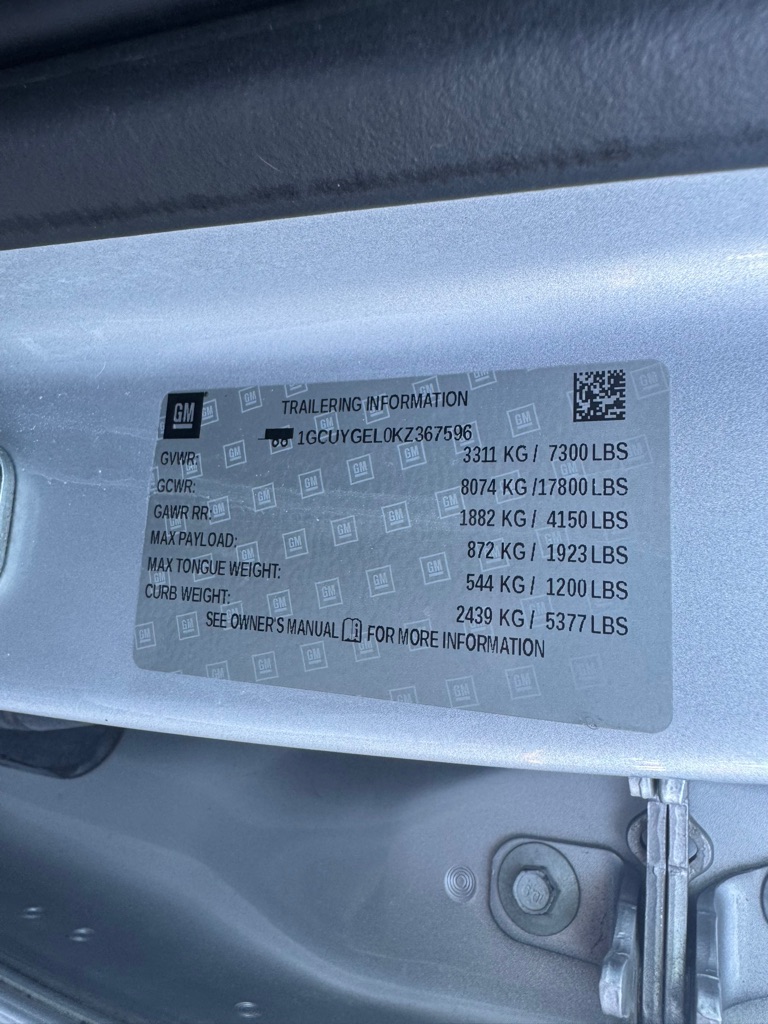 GM
TRAILERING INFORMATION
1GCUYGEL0KZ367596
GVWR: 3311 KG / 7300 LBS
GCWR: 8074 KG /17800 LBS
GAWR RR: 1882 KG / 4150 LBS
MAX PAYLOAD: 872 KG / 1923 LBS
MAX TONGUE WEIGHT: 544 KG / 1200 LBS
CURB WEIGHT: 2439 KG / 5377 LBS
SEE OWNER'S MANUAL FOR MORE INFORMATION